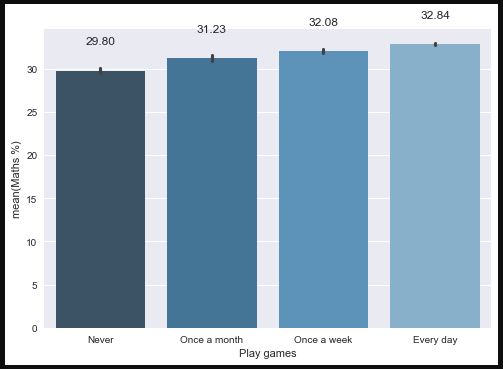 29.80
31.23
32.08
32.84
mean(Maths %)
30
25
20
15
10
5
0
Never
Once a month
Once a week
Every day
Play games